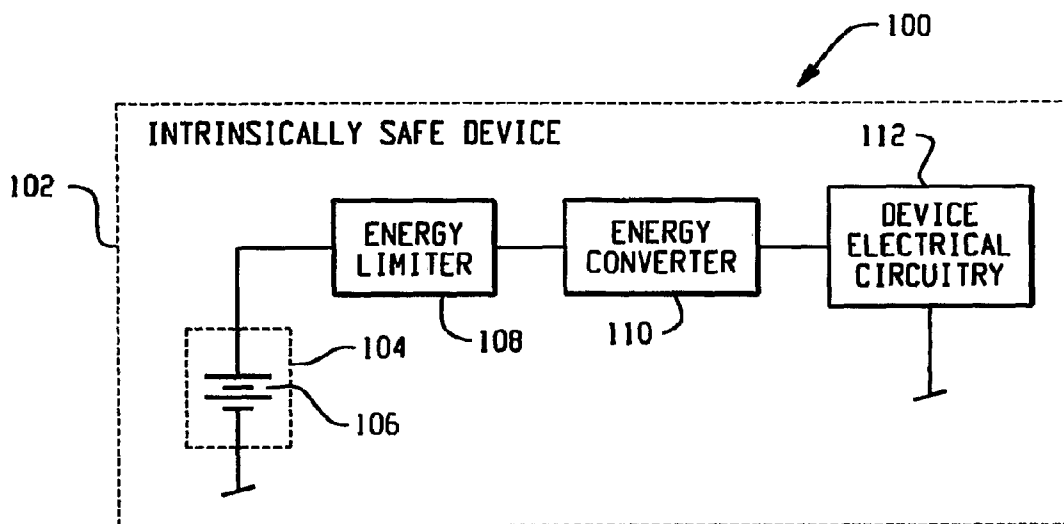 100
INTRINSICALLY SAFE DEVICE
112
102
ENERGY
LIMITER
ENERGY
CONVERTER
DEVICE
ELECTRICAL
CIRCUITRY
104
108
110
106